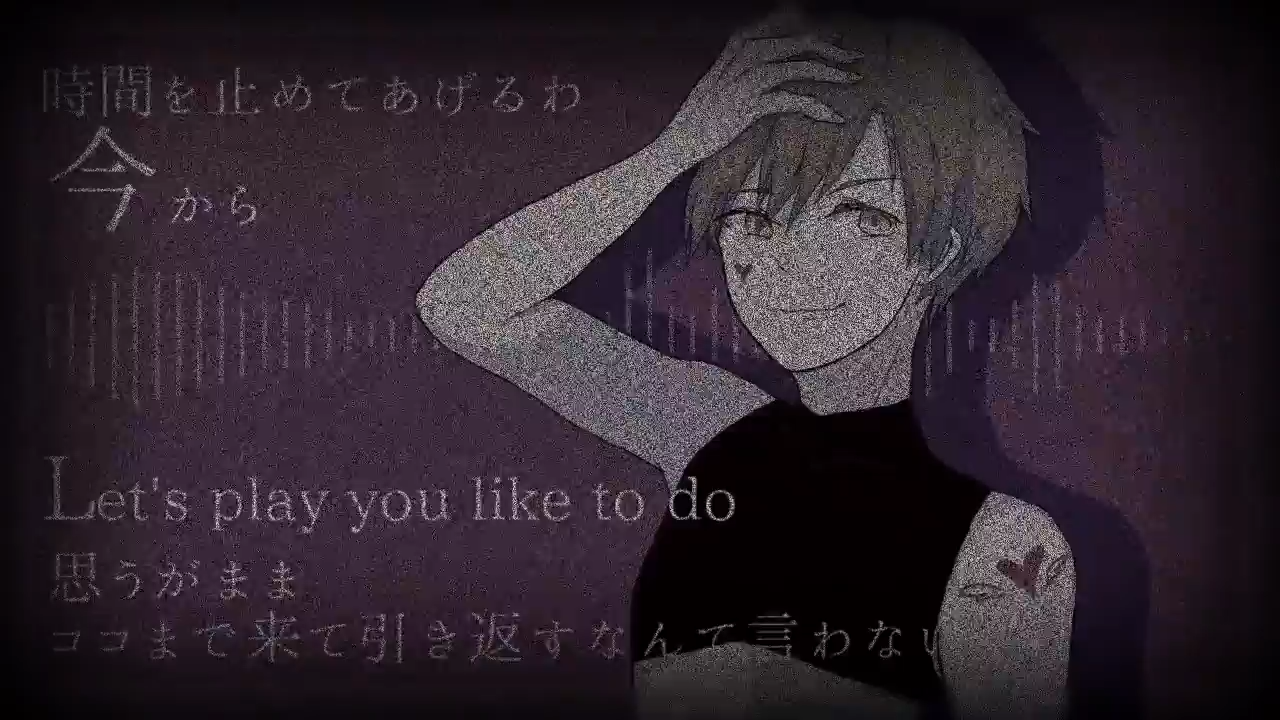 時間を止めてあげるわ
今から
Let's play you like to do
思うがまま
ココまで来て引き返すなんて言わない